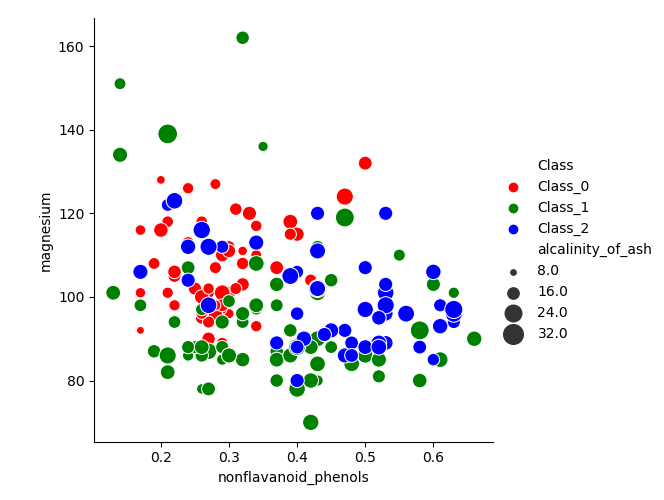 160
140
120
100
80
magnesium
0.2
0.3
0.4
0.5
0.6
nonflavanoid_phenols
Class
Class_0
Class_1
Class_2
alcalinity_of_ash
8.0
16.0
24.0
32.0